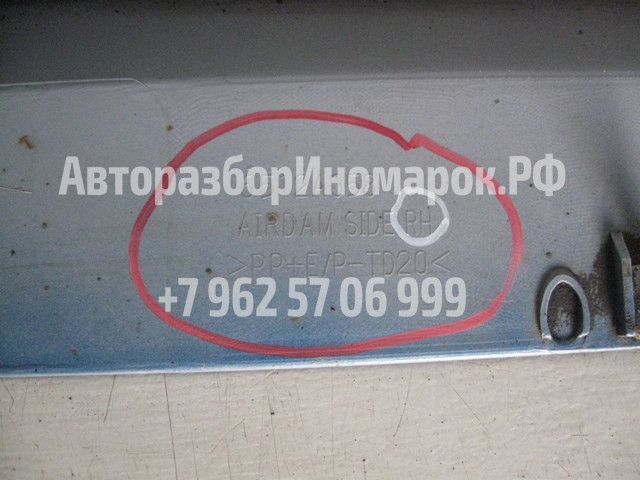 АвторазборИномарок.РФ
AIRDAM SIDE RH
>PP+E/P-TD20<
+7 962 57 06 999